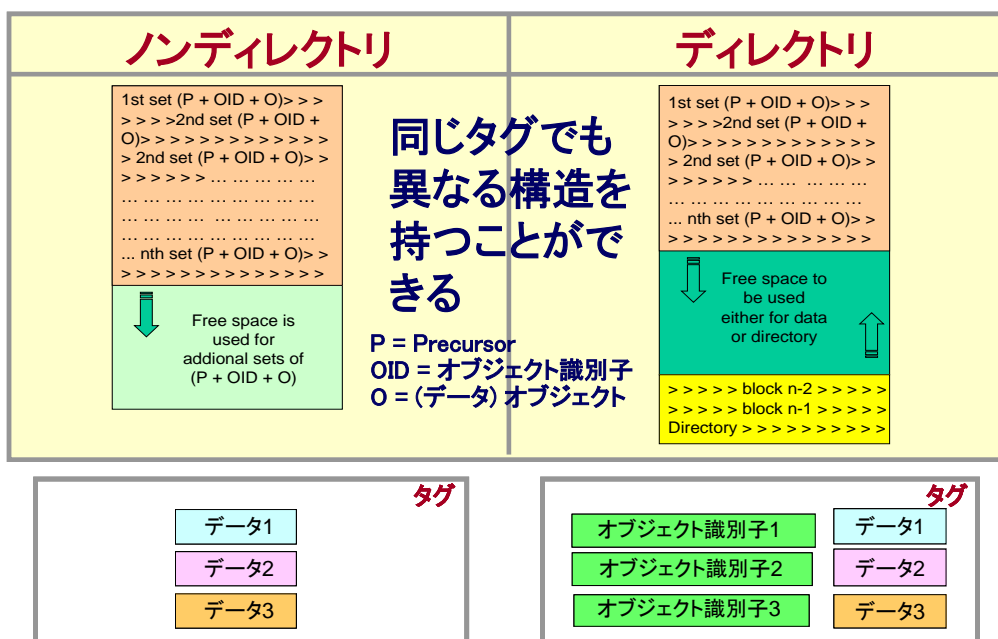 ノンディレクトリ
ディレクトリ
1st set (P + OID + O)> > >
> > > >2nd set (P + OID +
O)> > > > > > > > > > > > >
> 2nd set (P + OID + O)> >
> > > > > > … … … … …
… … … … … … … …
… … … … … … … …
… … … … … … … …
... nth set (P + OID + O)> >
> > > > > > > > > > > > > >
Free space is
used for
addional sets of
(P + OID + O)
同じタグでも
異なる構造を
持つことがで
きる
P = Precursor
OID = オブジェクト識別子
O = (データ) オブジェクト
1st set (P + OID + O)> > >
> > > >2nd set (P + OID +
O)> > > > > > > > > > > > >
> 2nd set (P + OID + O)> >
> > > > > > … … … … …
… … … … … … … …
... nth set (P + OID + O)> >
> > > > > > > > > > > > > >
Free space to
be used
either for data
or directory
> > > > > block n-2 > > > > >
> > > > > block n-1 > > > > >
Directory > > > > > > > > > >
タグ
データ1
データ2
データ3
タグ
オブジェクト識別子1 データ1
オブジェクト識別子2 データ2
オブジェクト識別子3 データ3